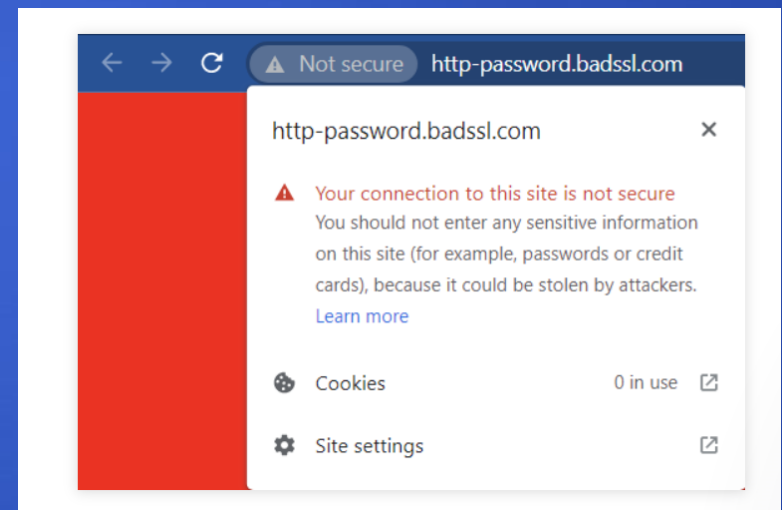 Not secure http-password.badssl.com
http-password.badssl.com
Your connection to this site is not secure
You should not enter any sensitive information
on this site (for example, passwords or credit
cards), because it could be stolen by attackers.
Learn more
Cookies 0 in use
Site settings